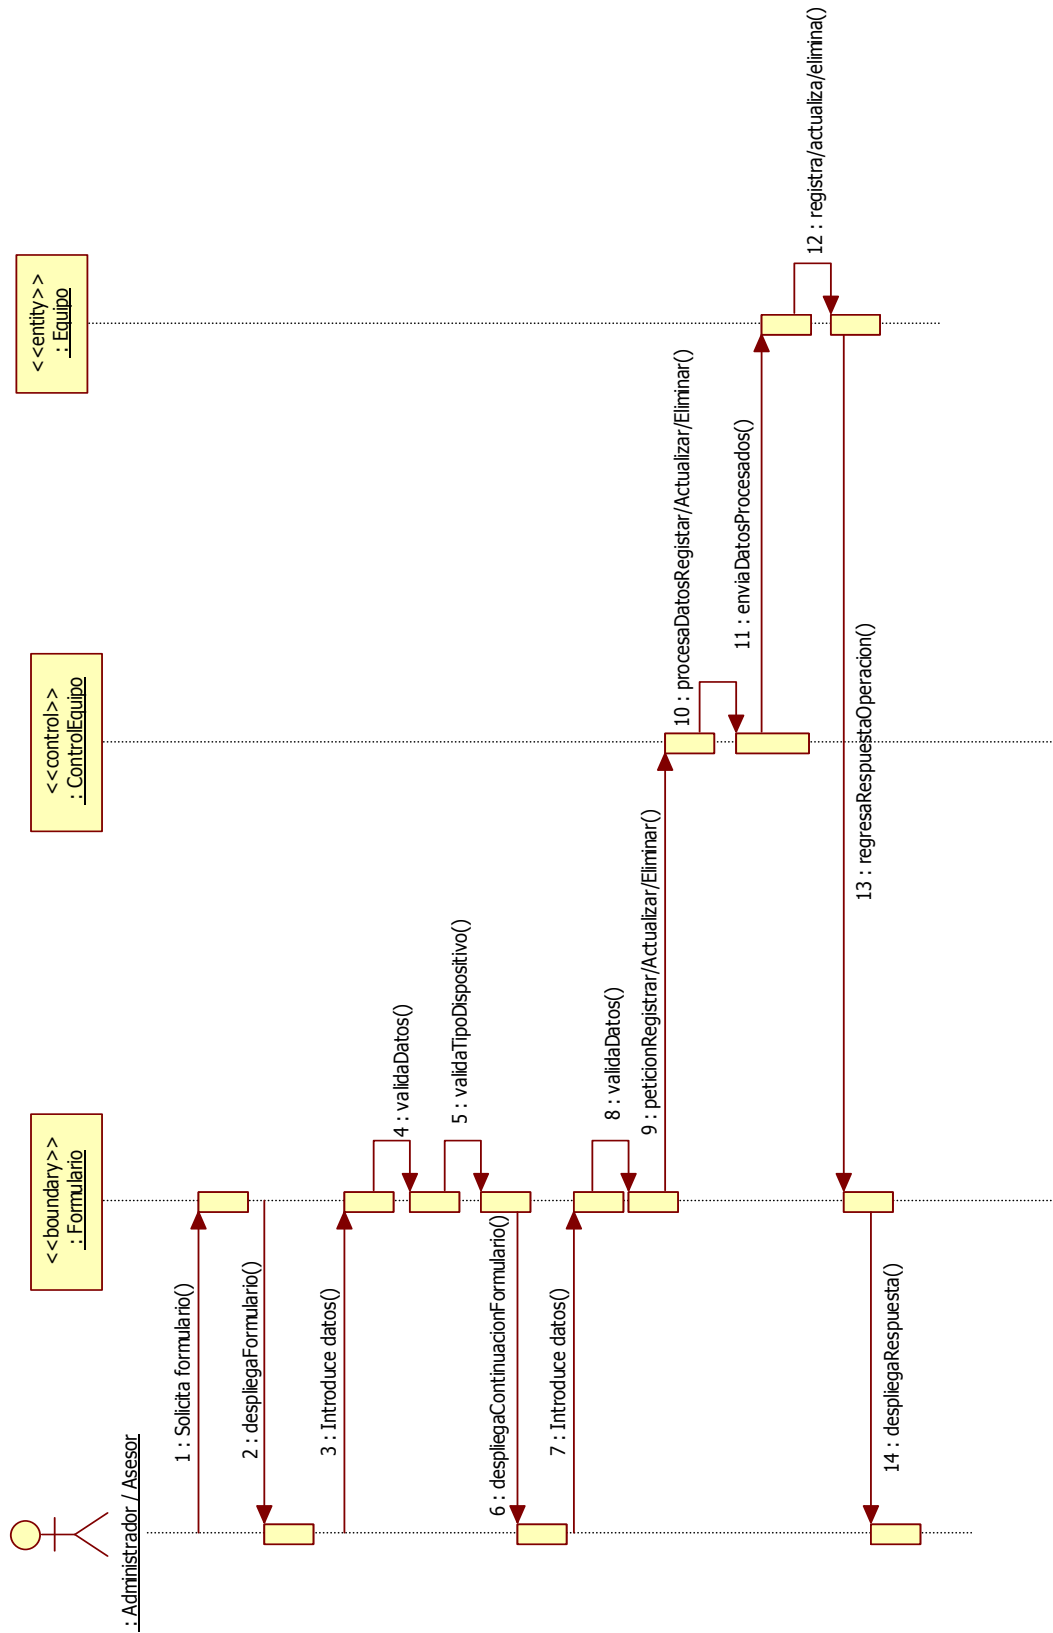 : Administrador / Asesor
<<boundary>>
: Formulario
<<control>>
: ControlEquipo
<<entity>>
: Equipo
1 : Solicita formulario()
2 : despliegaFormulario()
3 : Introduce datos()
4 : validaDatos()
5 : validaTipoDispositivo()
6 : despliegaContinuacionFormulario()
7 : Introduce datos()
8 : validaDatos()
9 : peticionRegistrar/Actualizar/Eliminar()
10 : procesaDatosRegistar/Actualizar/Eliminar()
11 : enviaDatosProcesados()
12 : registra/actualiza/elimina()
13 : regresaRespuestaOperacion()
14 : despliegaRespuesta()